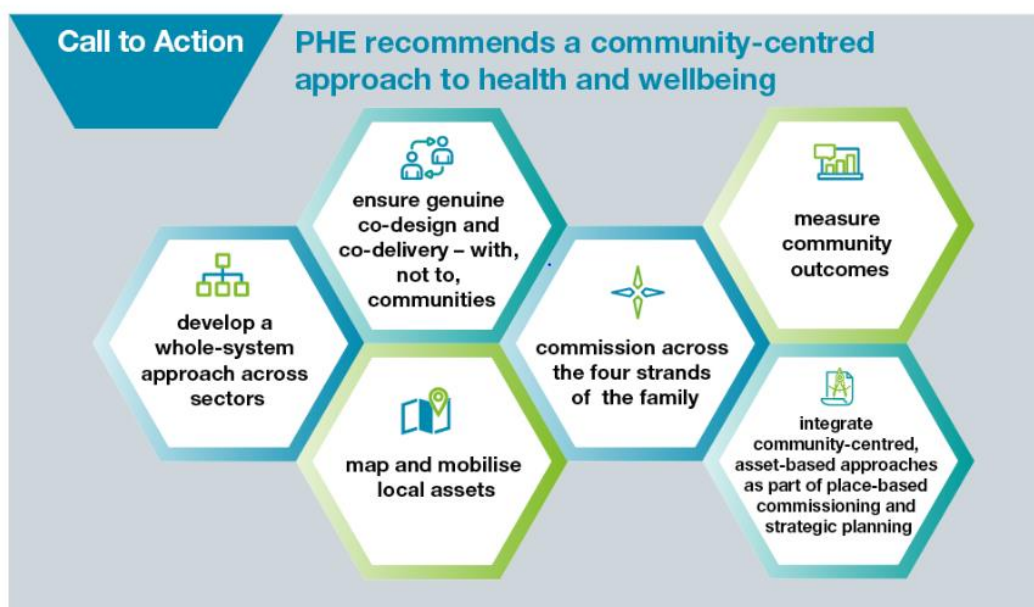 Call to Action
PHE recommends a community-centred
approach to health and wellbeing
ensure genuine
co-design and
co-delivery – with,
not to,
communities
measure
community
outcomes
develop a
whole-system
approach across
sectors
commission across
the four strands
of the family
map and mobilise
local assets
integrate
community-centred,
asset-based approaches
as part of place-based
commissioning and
strategic planning